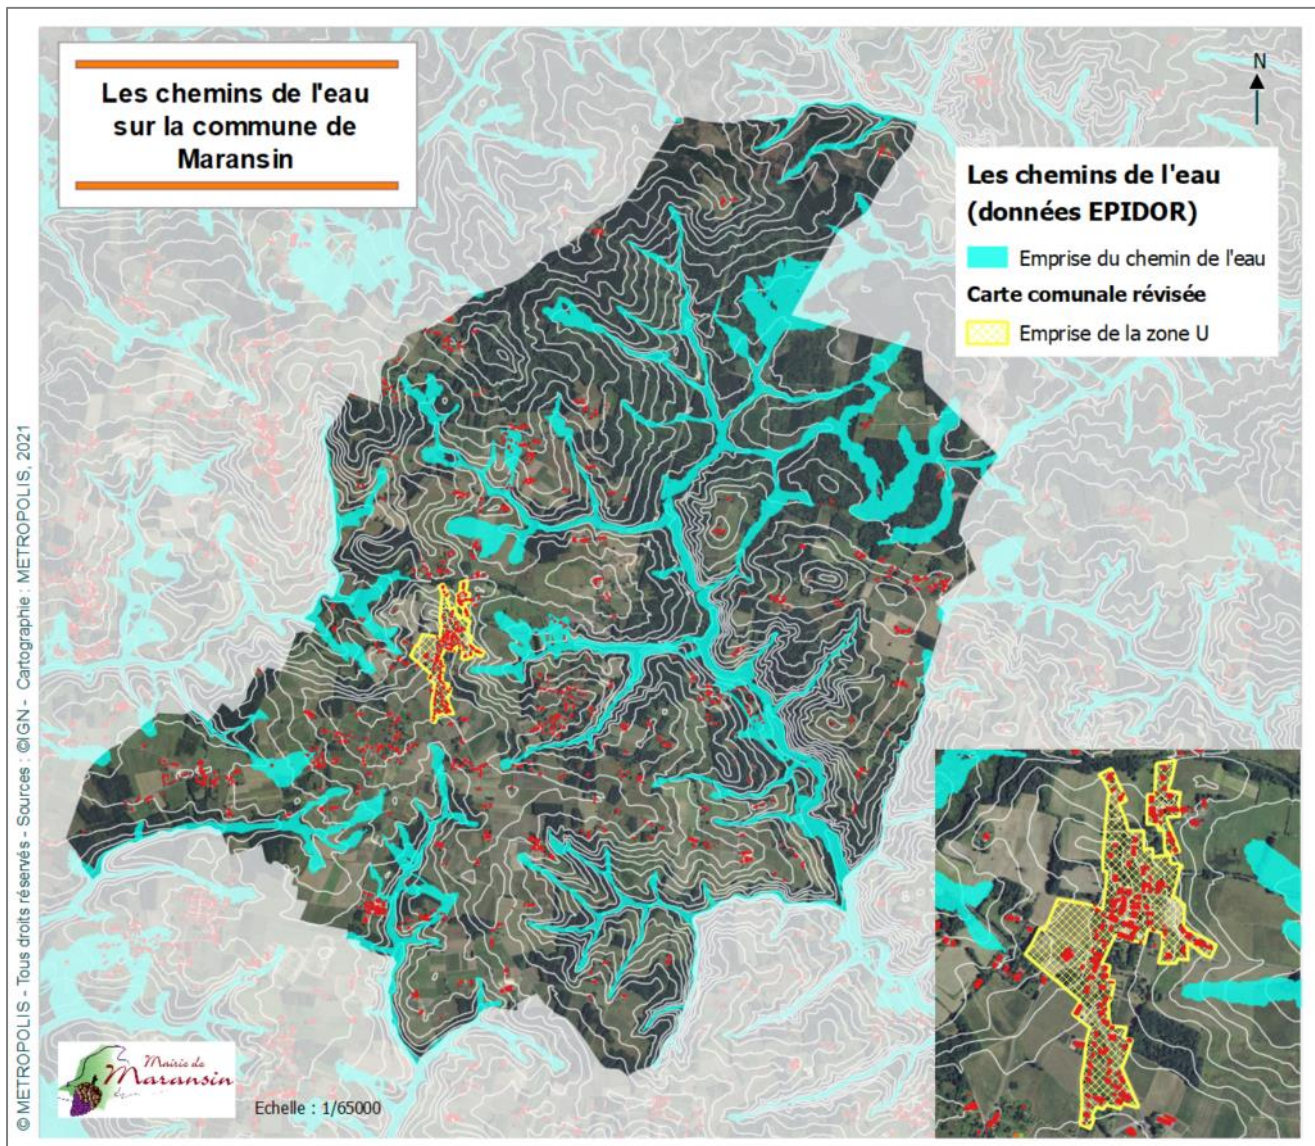 Les chemins de l'eau
sur la commune de
Maransin
N
Les chemins de l'eau
(données EPIDOR)
Emprise du chemin de l'eau
Carte comunale révisée
Emprise de la zone U
© METROPOLIS - Tous droits réservés - Sources : ©IGN - Cartographie : METROPOLIS, 2021
Mairie de
Maransin
Echelle : 1/65000